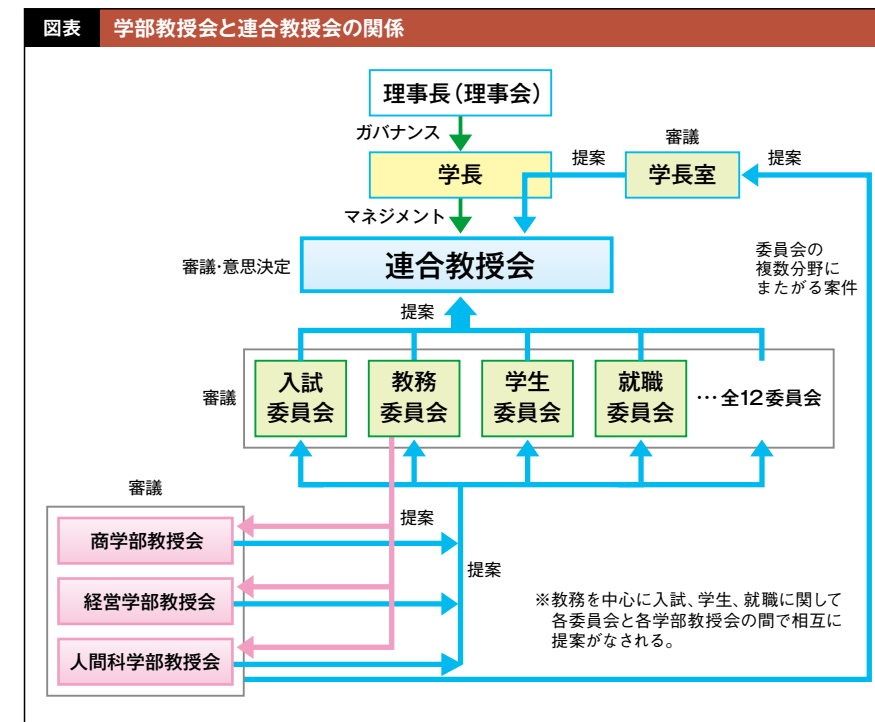 図表 学部教授会と連合教授会の関係
理事長（理事会）
ガバナンス
審議
学長
提案
学長室
提案
マネジメント
審議・意思決定
連合教授会
委員会の
複数分野に
またがる案件
提案
審議
入試
委員会
教務
委員会
学生
委員会
就職
委員会
…全12委員会
審議
商学部教授会
提案
経営学部教授会
提案
人間科学部教授会
※教務を中心に入試、学生、就職に関して
各委員会と各学部教授会の間で相互に
提案がなされる。